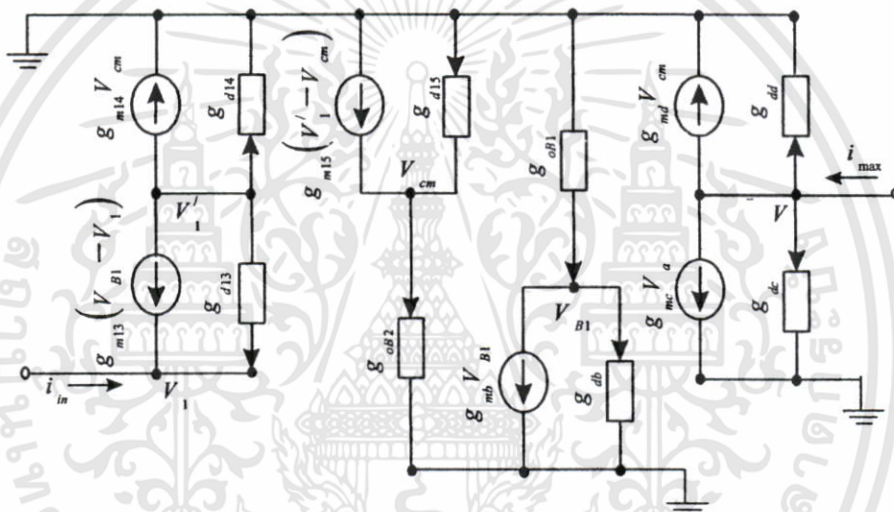 g_m14 V_cm
g_d14
g_m15 (V'_1 − V_cm)
g_d15
V_cm
g_oB1
g_md V_cm
g_dd
i_max
V'_1
V
g_m13 (V_B1 − V_1)
g_d13
g_oB2
V_B1
g_mc V_a
g_dc
i_in
V_1
g_mb V_B1
g_db